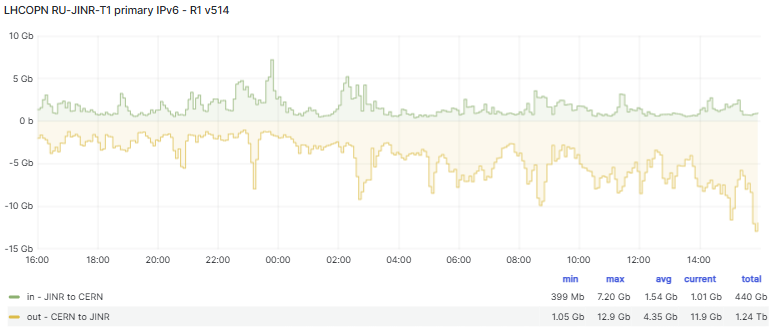 LHCOPN RU-JINR-T1 primary IPv6 - R1 v514
10 Gb
5 Gb
0 b
-5 Gb
-10 Gb
-15 Gb
16:00 18:00 20:00 22:00 00:00 02:00 04:00 06:00 08:00 10:00 12:00 14:00
min max avg current total
in - JINR to CERN 399 Mb 7.20 Gb 1.54 Gb 1.01 Gb 440 Gb
out - CERN to JINR 1.05 Gb 12.9 Gb 4.35 Gb 11.9 Gb 1.24 Tb